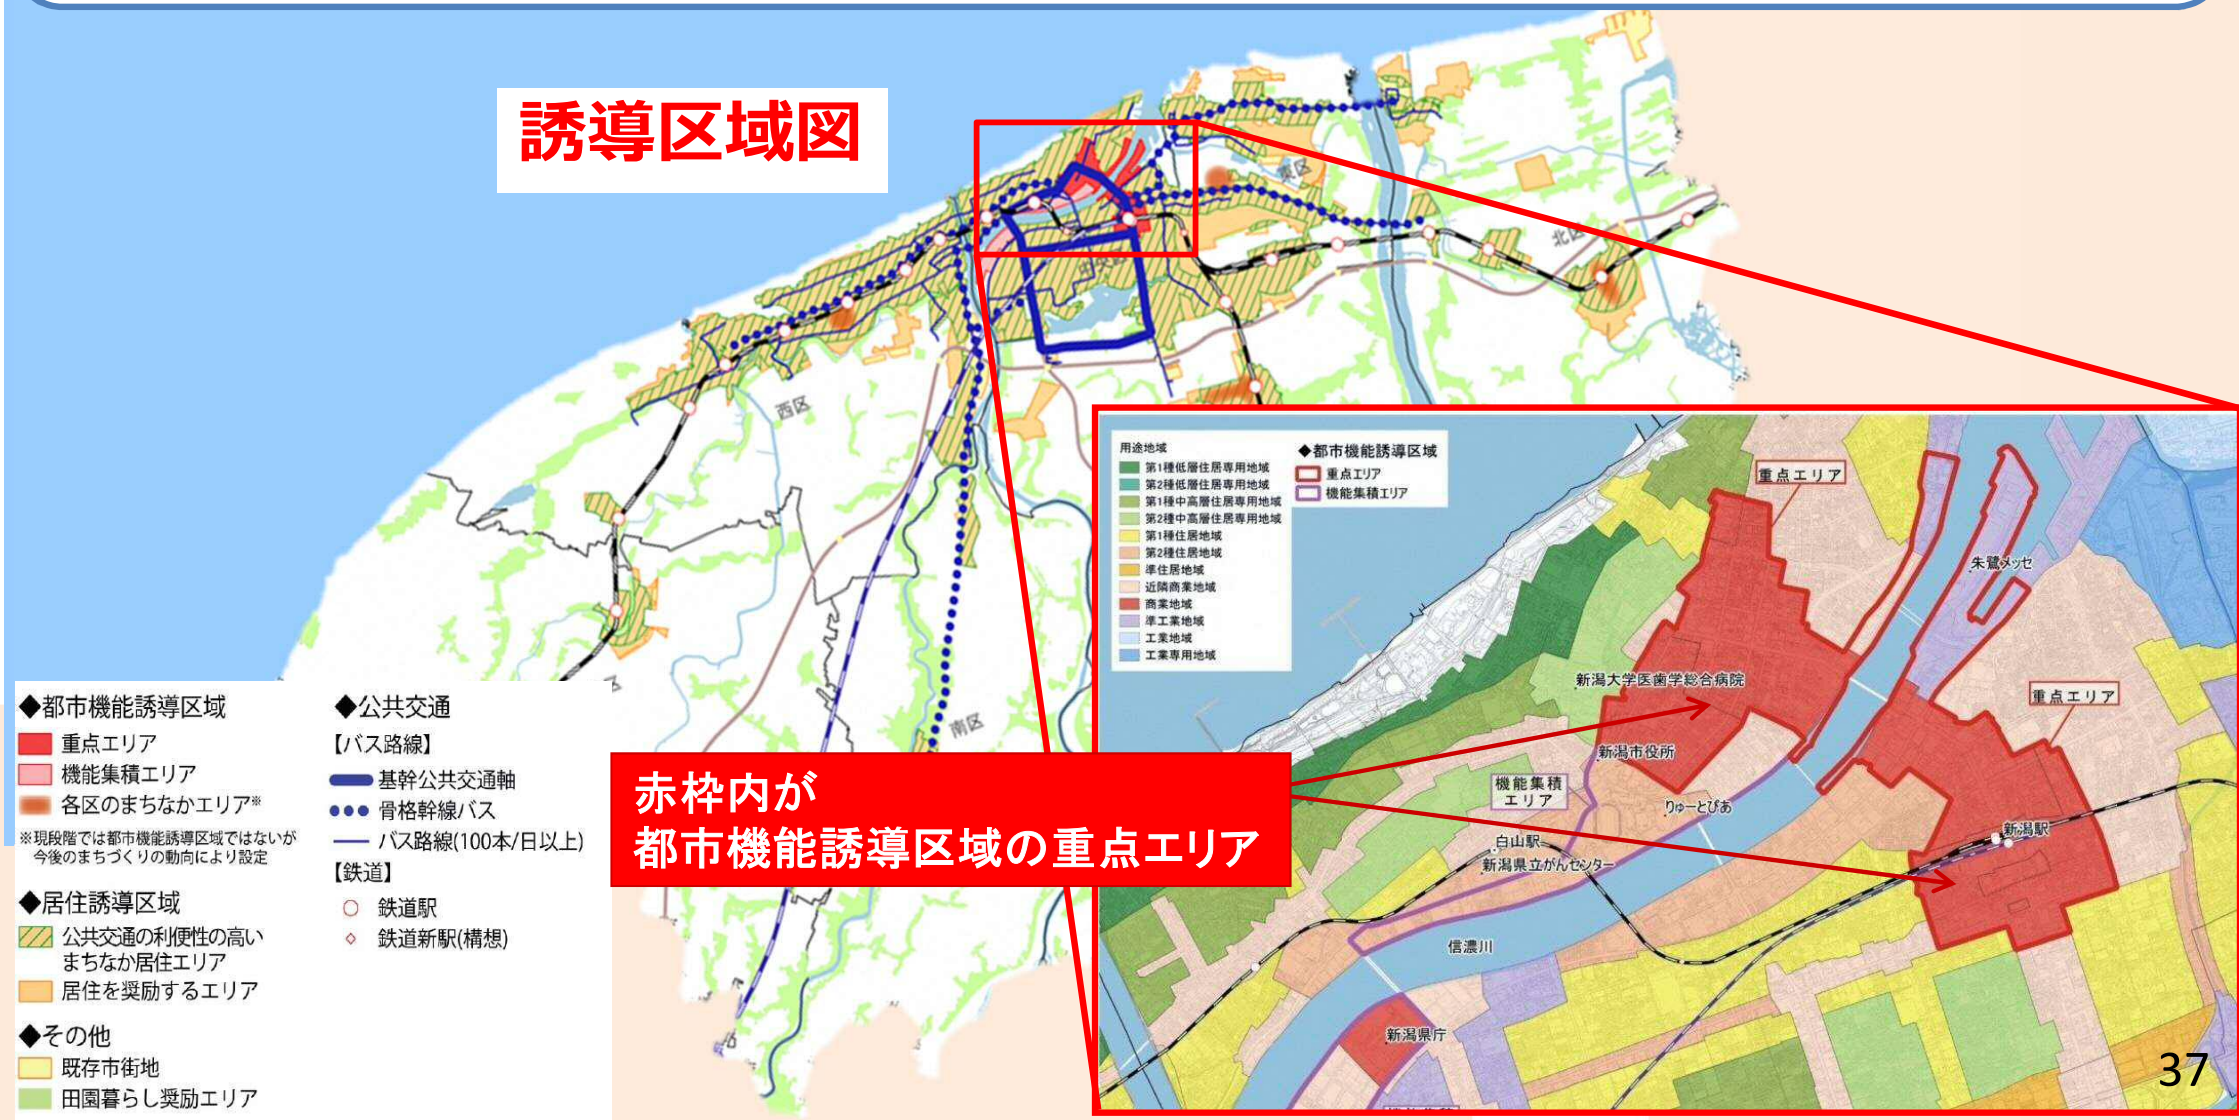 誘導区域図
東区
北区
中央区
西区
南区
◆都市機能誘導区域
重点エリア
機能集積エリア
各区のまちなかエリア※
※現段階では都市機能誘導区域ではないが
今後のまちづくりの動向により設定
◆居住誘導区域
公共交通の利便性の高い
まちなか居住エリア
居住を奨励するエリア
◆その他
既存市街地
田園暮らし奨励エリア
◆公共交通
【バス路線】
基幹公共交通軸
骨格幹線バス
バス路線(100本/日以上)
【鉄道】
鉄道駅
鉄道新駅(構想)
赤枠内が
都市機能誘導区域の重点エリア
用途地域
第1種低層住居専用地域
第2種低層住居専用地域
第1種中高層住居専用地域
第2種中高層住居専用地域
第1種住居地域
第2種住居地域
準住居地域
近隣商業地域
商業地域
準工業地域
工業地域
工業専用地域
◆都市機能誘導区域
重点エリア
機能集積エリア
重点エリア
朱鷺メッセ
新潟大学医歯学総合病院
重点エリア
新潟市役所
機能集積
エリア
りゅーとぴあ
新潟駅
白山駅
新潟県立がんセンター
信濃川
新潟県庁
37